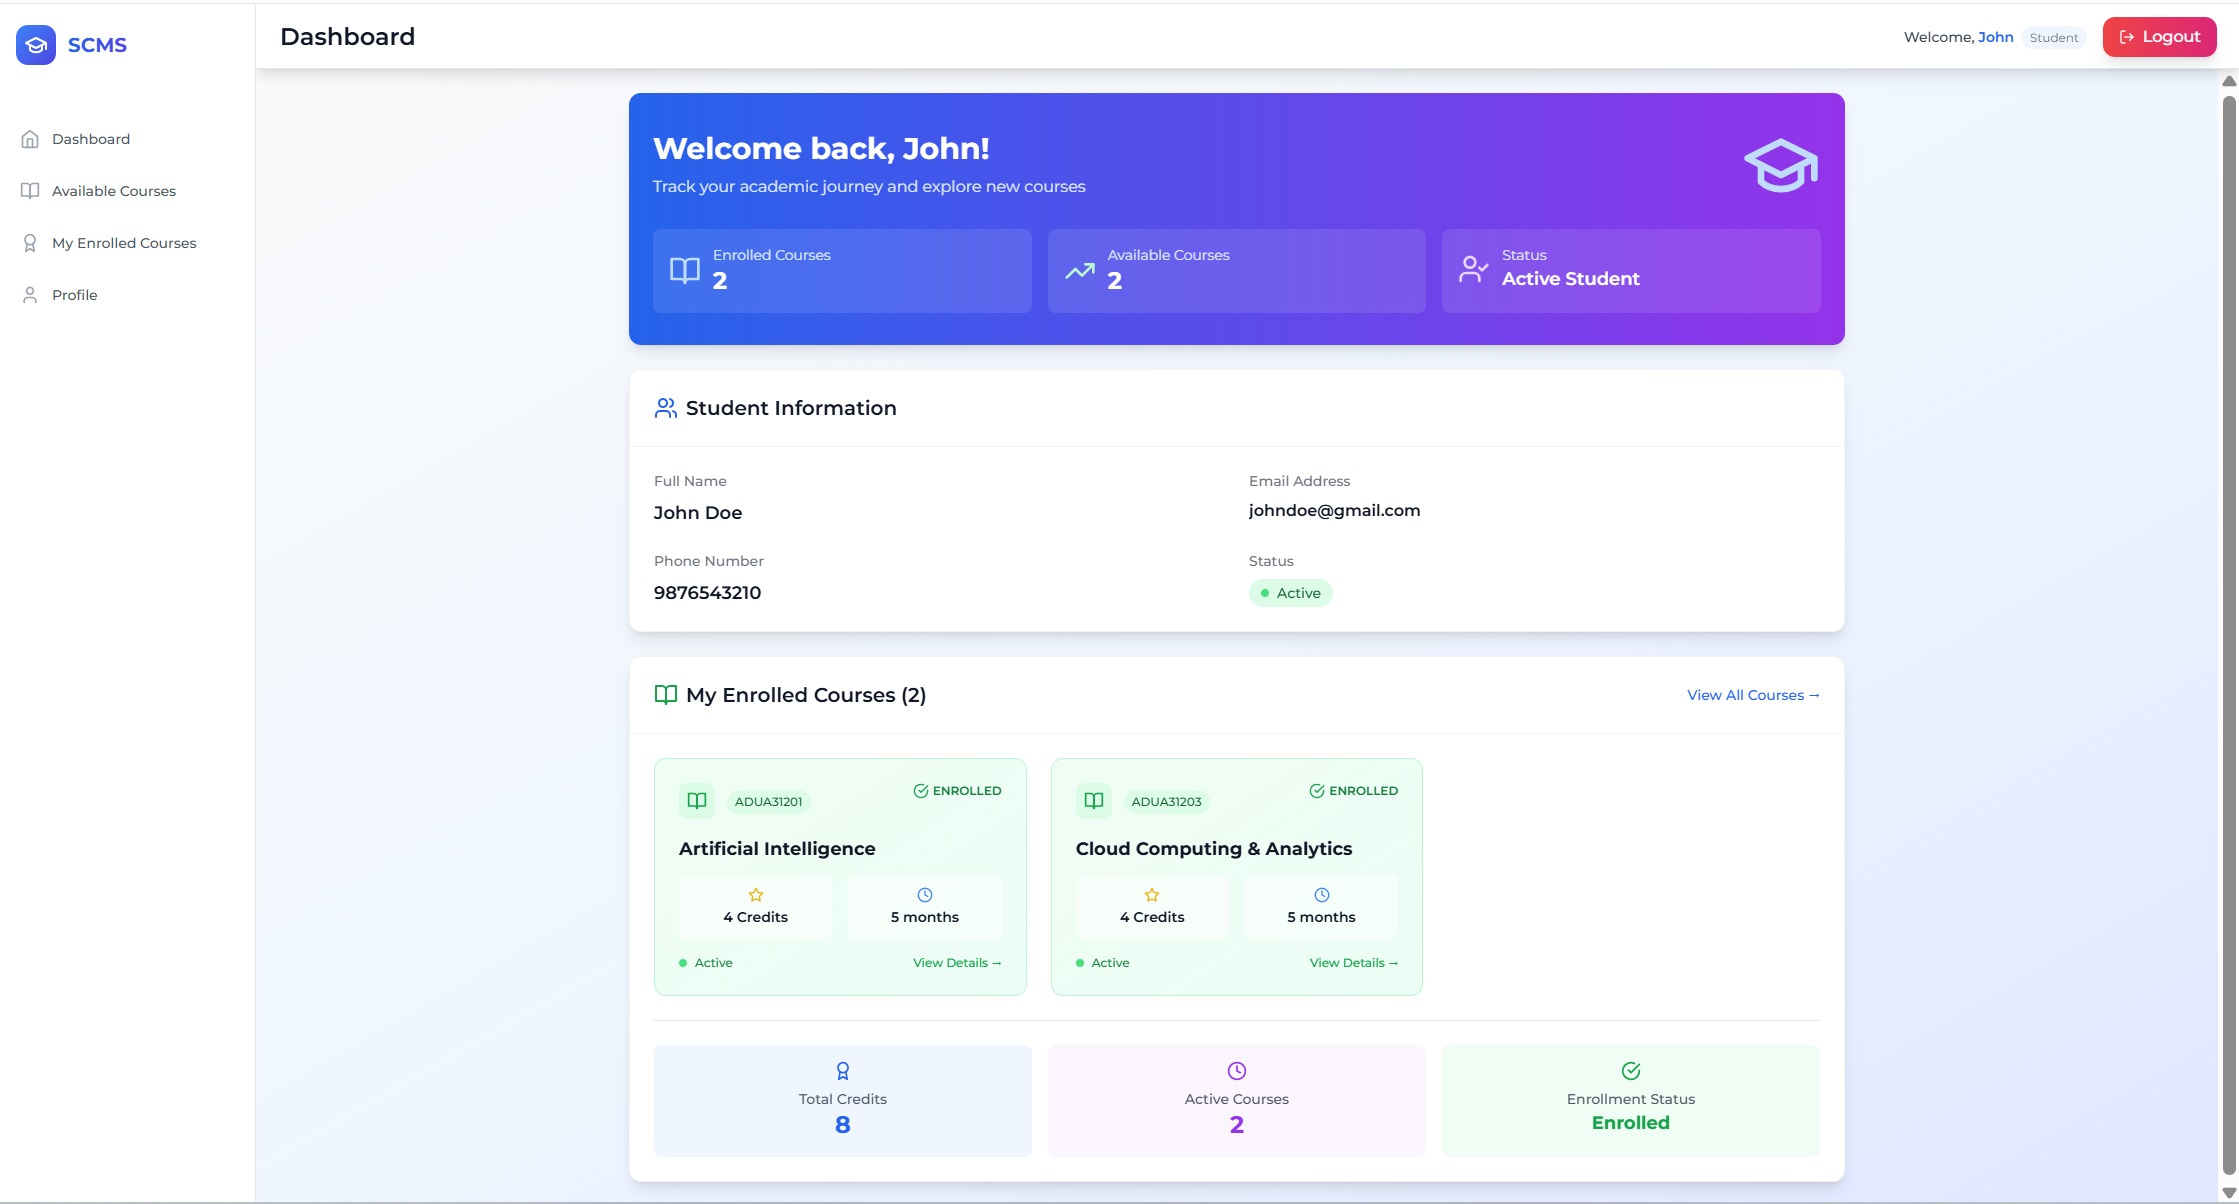 SCMS
Dashboard
Available Courses
My Enrolled Courses
Profile
Dashboard
Welcome, John Student
Logout
Welcome back, John!
Track your academic journey and explore new courses
Enrolled Courses
2
Available Courses
2
Status
Active Student
Student Information
Full Name
John Doe
Email Address
johndoe@gmail.com
Phone Number
9876543210
Status
Active
My Enrolled Courses (2)
View All Courses →
ADUA31201
ENROLLED
Artificial Intelligence
4 Credits
5 months
Active
View Details →
ADUA31203
ENROLLED
Cloud Computing & Analytics
4 Credits
5 months
Active
View Details →
Total Credits
8
Active Courses
2
Enrollment Status
Enrolled